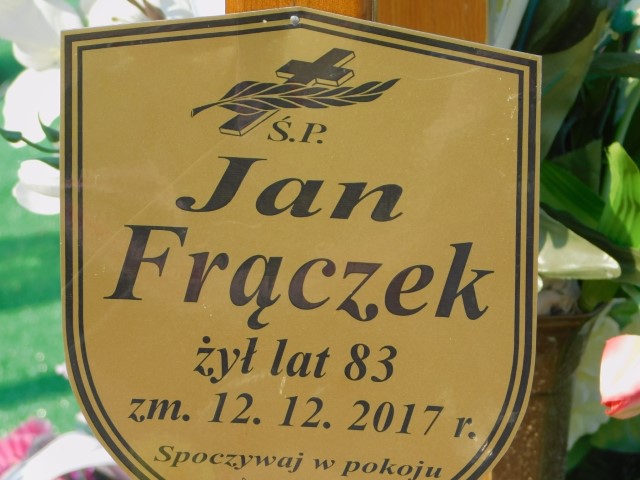 Ś.P.
Jan
Frączek
żył lat 83
zm. 12. 12. 2017 r.
Spoczywaj w pokoju